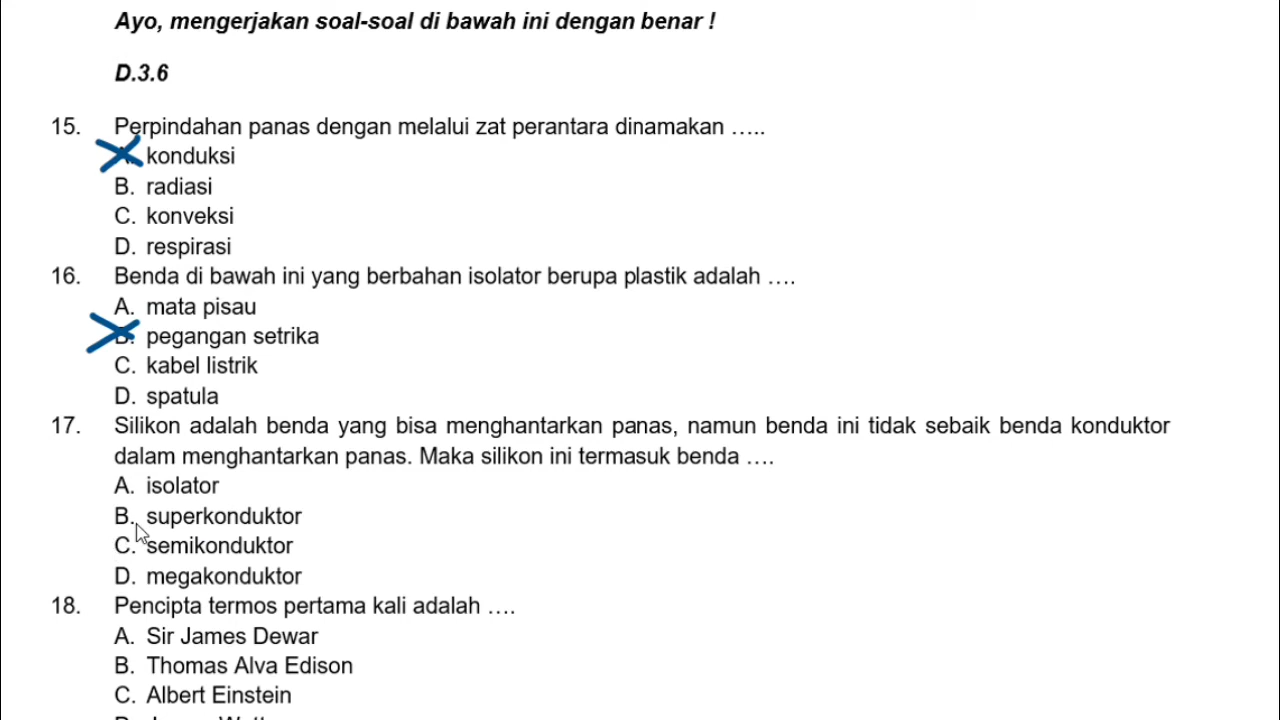 Ayo, mengerjakan soal-soal di bawah ini dengan benar !
D.3.6
15. Perpindahan panas dengan melalui zat perantara dinamakan …..
A. konduksi
B. radiasi
C. konveksi
D. respirasi
16. Benda di bawah ini yang berbahan isolator berupa plastik adalah ….
A. mata pisau
B. pegangan setrika
C. kabel listrik
D. spatula
17. Silikon adalah benda yang bisa menghantarkan panas, namun benda ini tidak sebaik benda konduktor
dalam menghantarkan panas. Maka silikon ini termasuk benda ….
A. isolator
B. superkonduktor
C. semikonduktor
D. megakonduktor
18. Pencipta termos pertama kali adalah ….
A. Sir James Dewar
B. Thomas Alva Edison
C. Albert Einstein